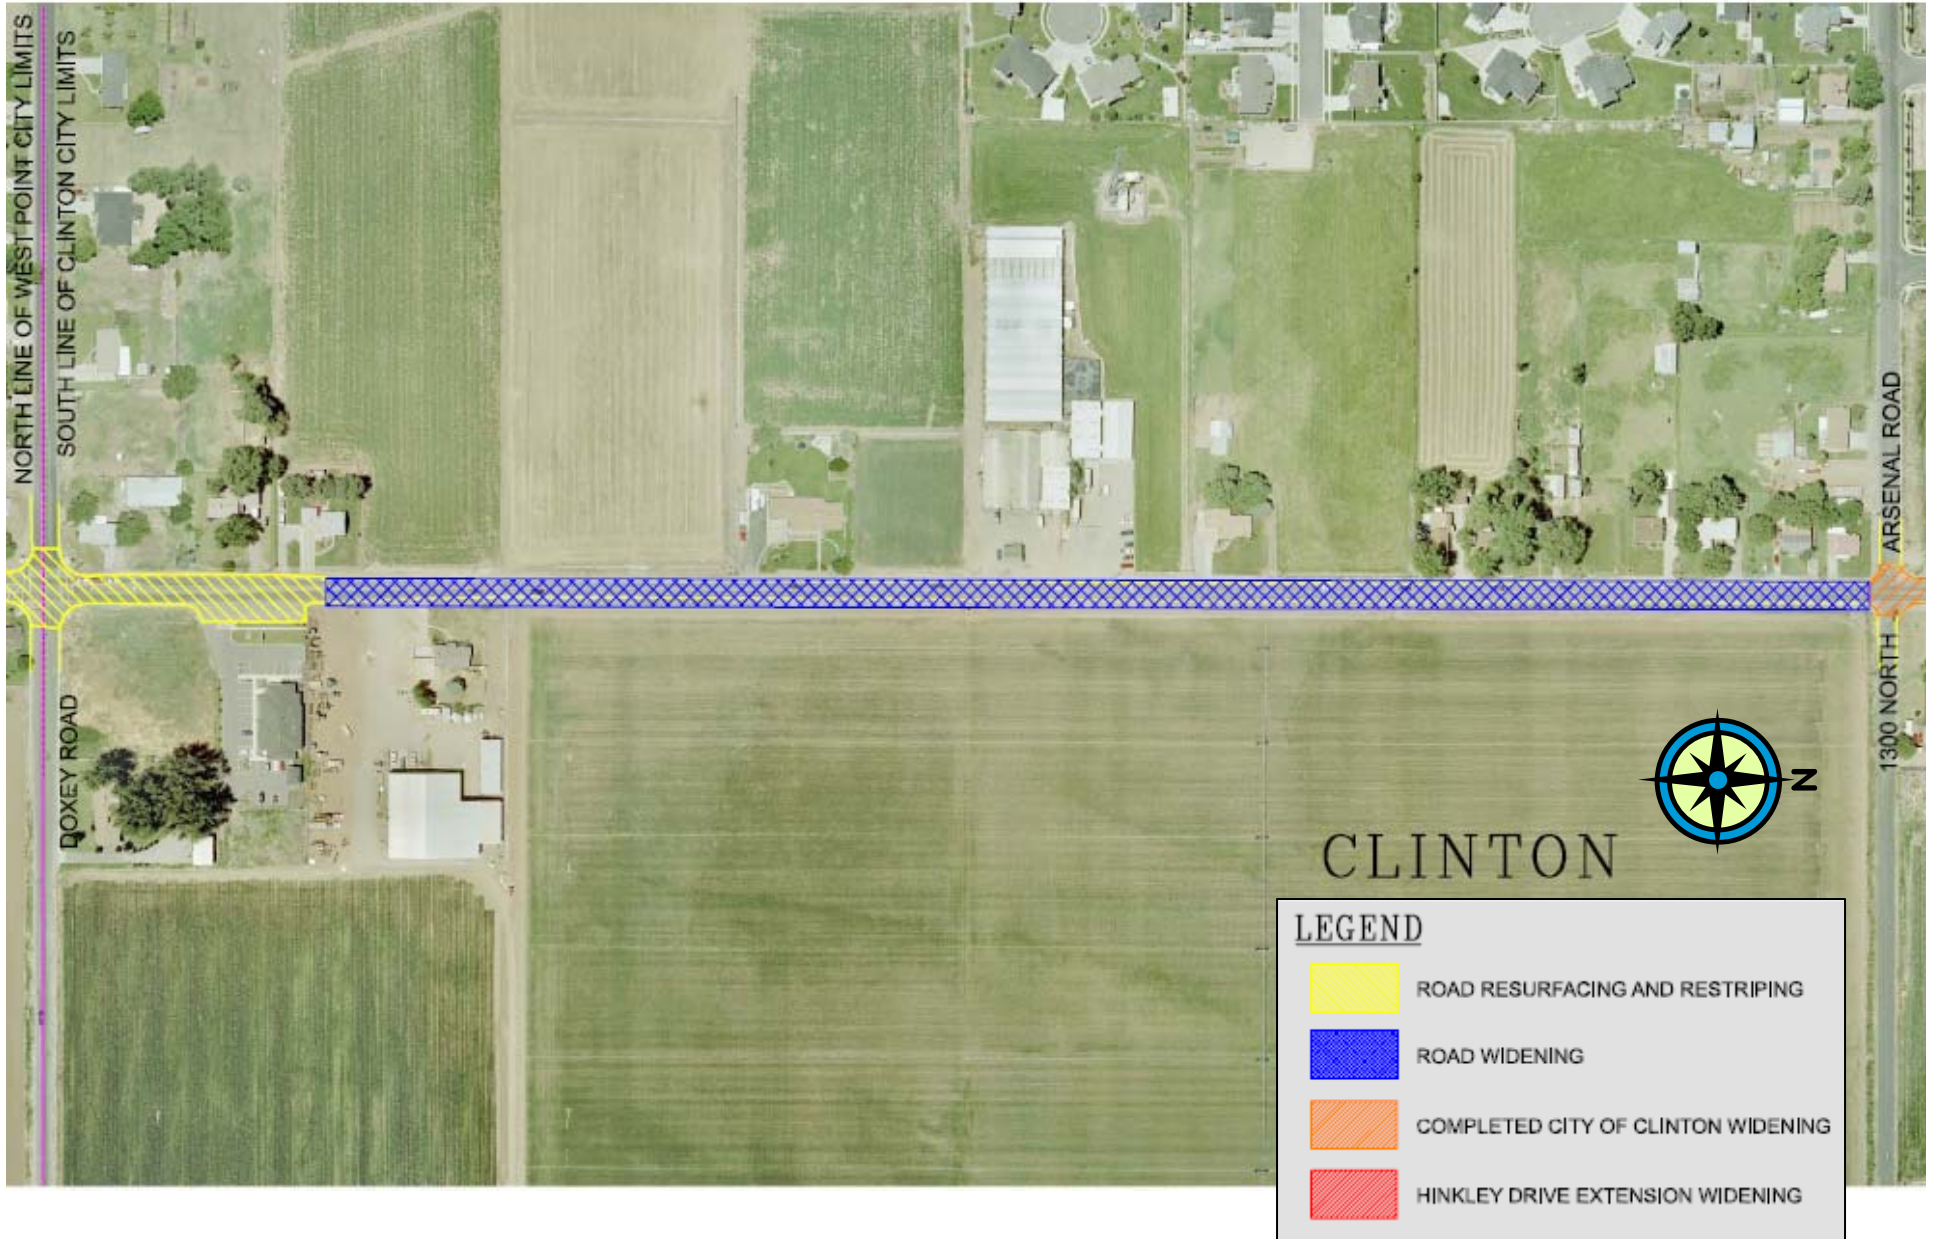 NORTH LINE OF WEST POINT CITY LIMITS
SOUTH LINE OF CLINTON CITY LIMITS
DOXEY ROAD
ARSENAL ROAD
1300 NORTH
N
CLINTON
LEGEND
ROAD RESURFACING AND RESTRIPING
ROAD WIDENING
COMPLETED CITY OF CLINTON WIDENING
HINKLEY DRIVE EXTENSION WIDENING